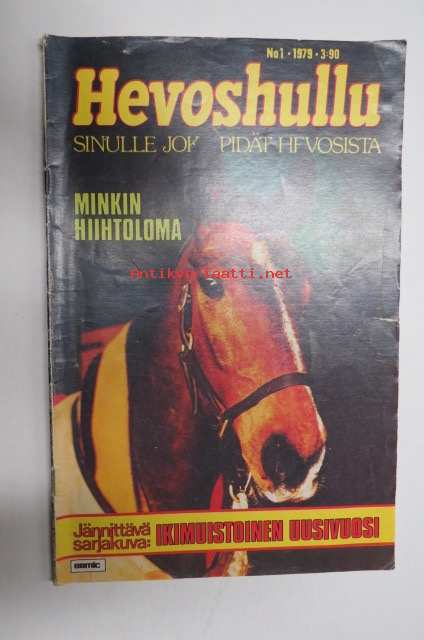 No 1 • 1979 • 3:90
Hevoshullu
SINULLE JOKA PIDÄT HEVOSISTA
MINKIN
HIIHTOLOMA
Antikvariaatti.net
Jännittävä
sarjakuva: IKIMUISTOINEN UUSIVUOSI
semic